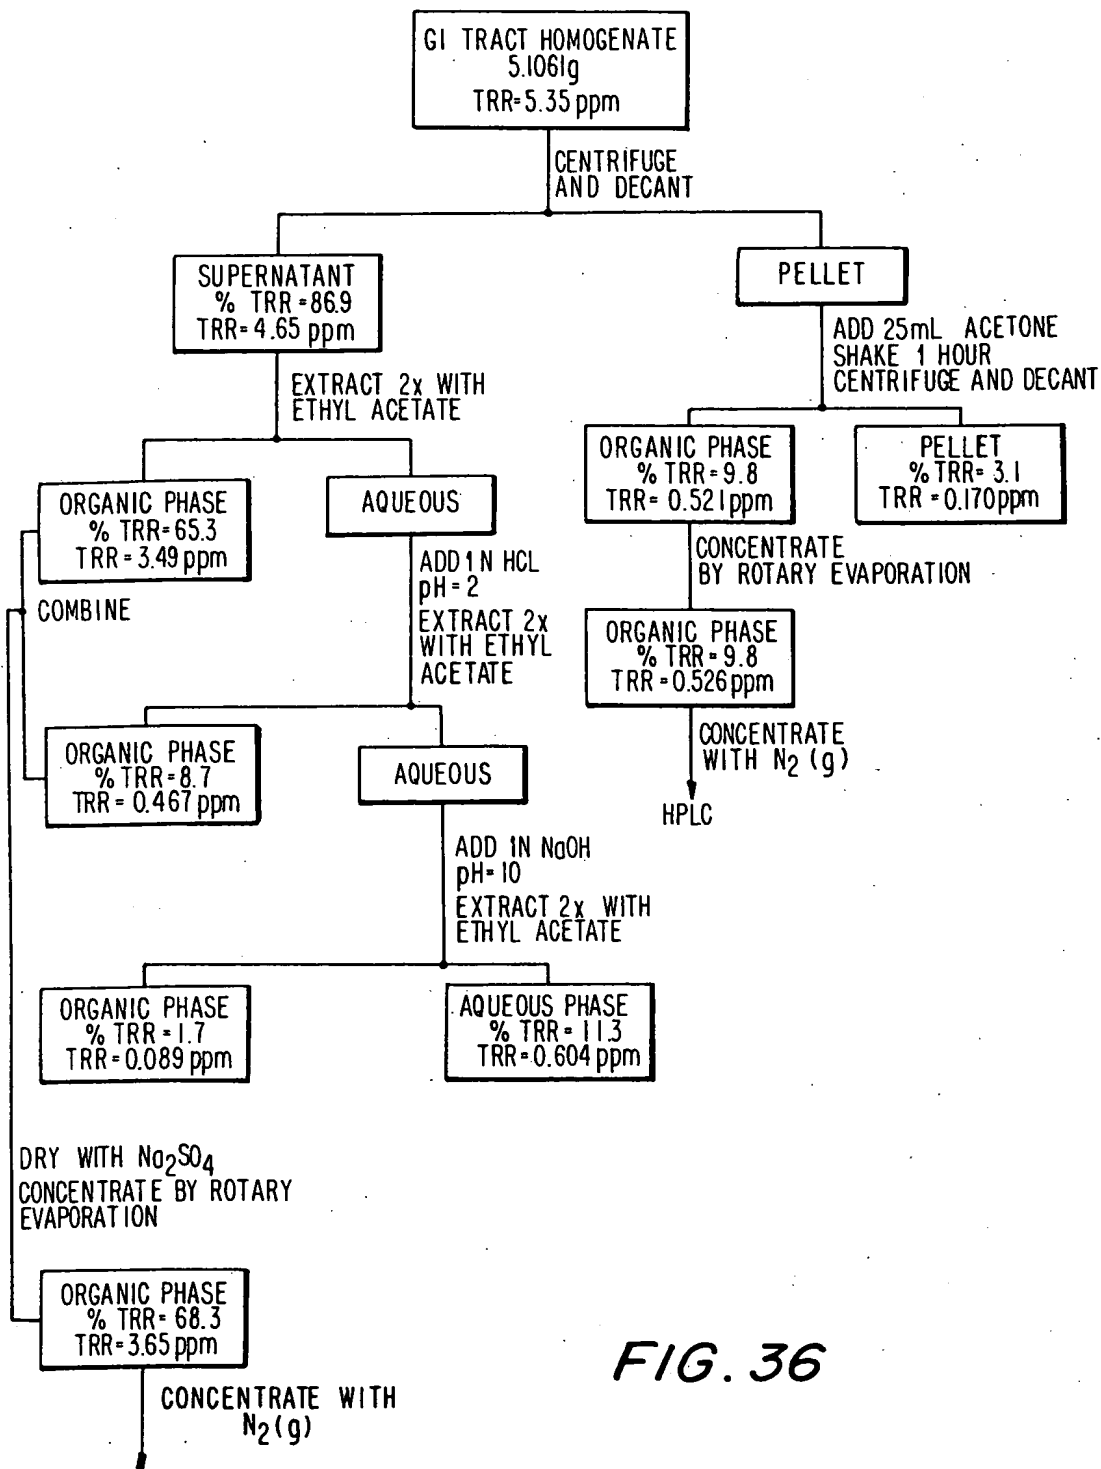 GI TRACT HOMOGENATE
5.1061g
TRR=5.35 ppm
CENTRIFUGE
AND DECANT
SUPERNATANT
% TRR=86.9
TRR=4.65 ppm
PELLET
ADD 25mL ACETONE
SHAKE 1 HOUR
CENTRIFUGE AND DECANT
EXTRACT 2x WITH
ETHYL ACETATE
ORGANIC PHASE
% TRR=9.8
TRR=0.521ppm
PELLET
% TRR=3.1
TRR=0.170ppm
ORGANIC PHASE
% TRR=65.3
TRR=3.49 ppm
AQUEOUS
CONCENTRATE
BY ROTARY EVAPORATION
ADD 1N HCL
pH=2
EXTRACT 2x
WITH ETHYL
ACETATE
COMBINE
ORGANIC PHASE
% TRR=9.8
TRR=0.526ppm
CONCENTRATE
WITH N2 (g)
HPLC
ORGANIC PHASE
% TRR=8.7
TRR=0.467 ppm
AQUEOUS
ADD 1N NaOH
pH=10
EXTRACT 2x WITH
ETHYL ACETATE
ORGANIC PHASE
% TRR=1.7
TRR=0.089 ppm
AQUEOUS PHASE
% TRR=11.3
TRR=0.604 ppm
DRY WITH Na2SO4
CONCENTRATE BY ROTARY
EVAPORATION
ORGANIC PHASE
% TRR=68.3
TRR=3.65 ppm
CONCENTRATE WITH
N2(g)
FIG. 36